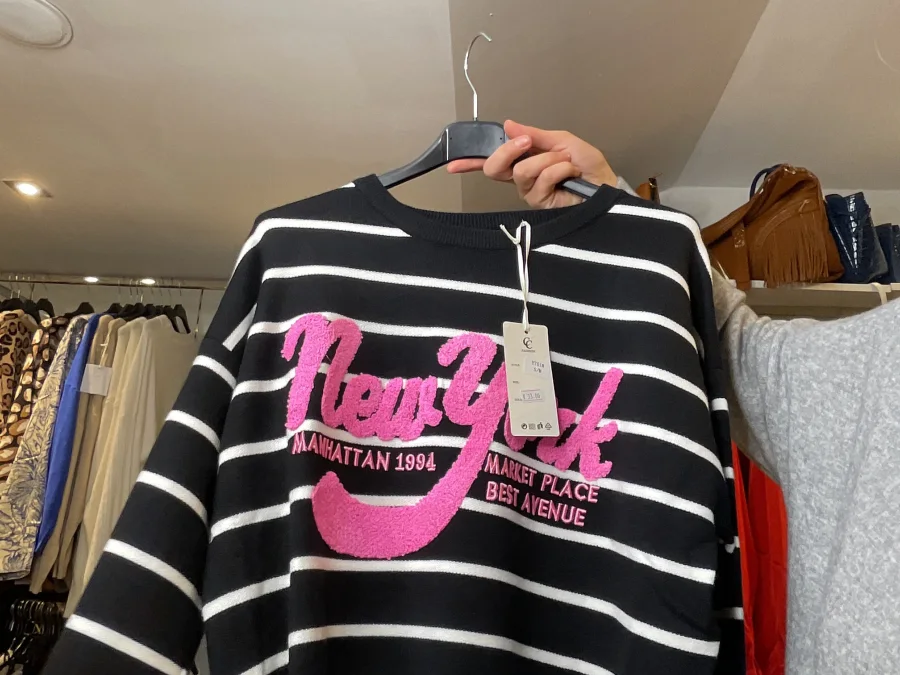 New York
MANHATTAN 1994
MARKET PLACE
BEST AVENUE